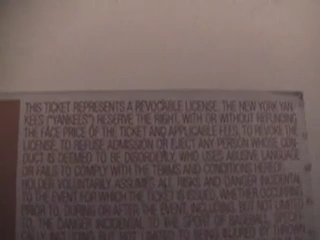 THIS TICKET REPRESENTS A REVOCABLE LICENSE. THE NEW YORK YAN
KEES ("YANKEES") RESERVE THE RIGHT, WITH OR WITHOUT REFUNDING
THE FACE PRICE OF THE TICKET AND APPLICABLE FEES, TO REVOKE THE
LICENSE, TO REFUSE ADMISSION OR EJECT ANY PERSON WHOSE CON-
DUCT IS DEEMED TO BE DISORDERLY, WHO USES ABUSIVE LANGUAGE
OR FAILS TO COMPLY WITH THE TERMS AND CONDITIONS HEREOF.
HOLDER VOLUNTARILY ASSUMES ALL RISKS AND DANGER INCIDENTAL
TO THE EVENT FOR WHICH THE TICKET IS ISSUED, WHETHER OCCURRING
PRIOR TO, DURING OR AFTER THE EVENT, INCLUDING, BUT NOT LIMITED
TO, THE DANGER INCIDENTAL TO THE SPORT OF BASEBALL
INJURED BY THROWN